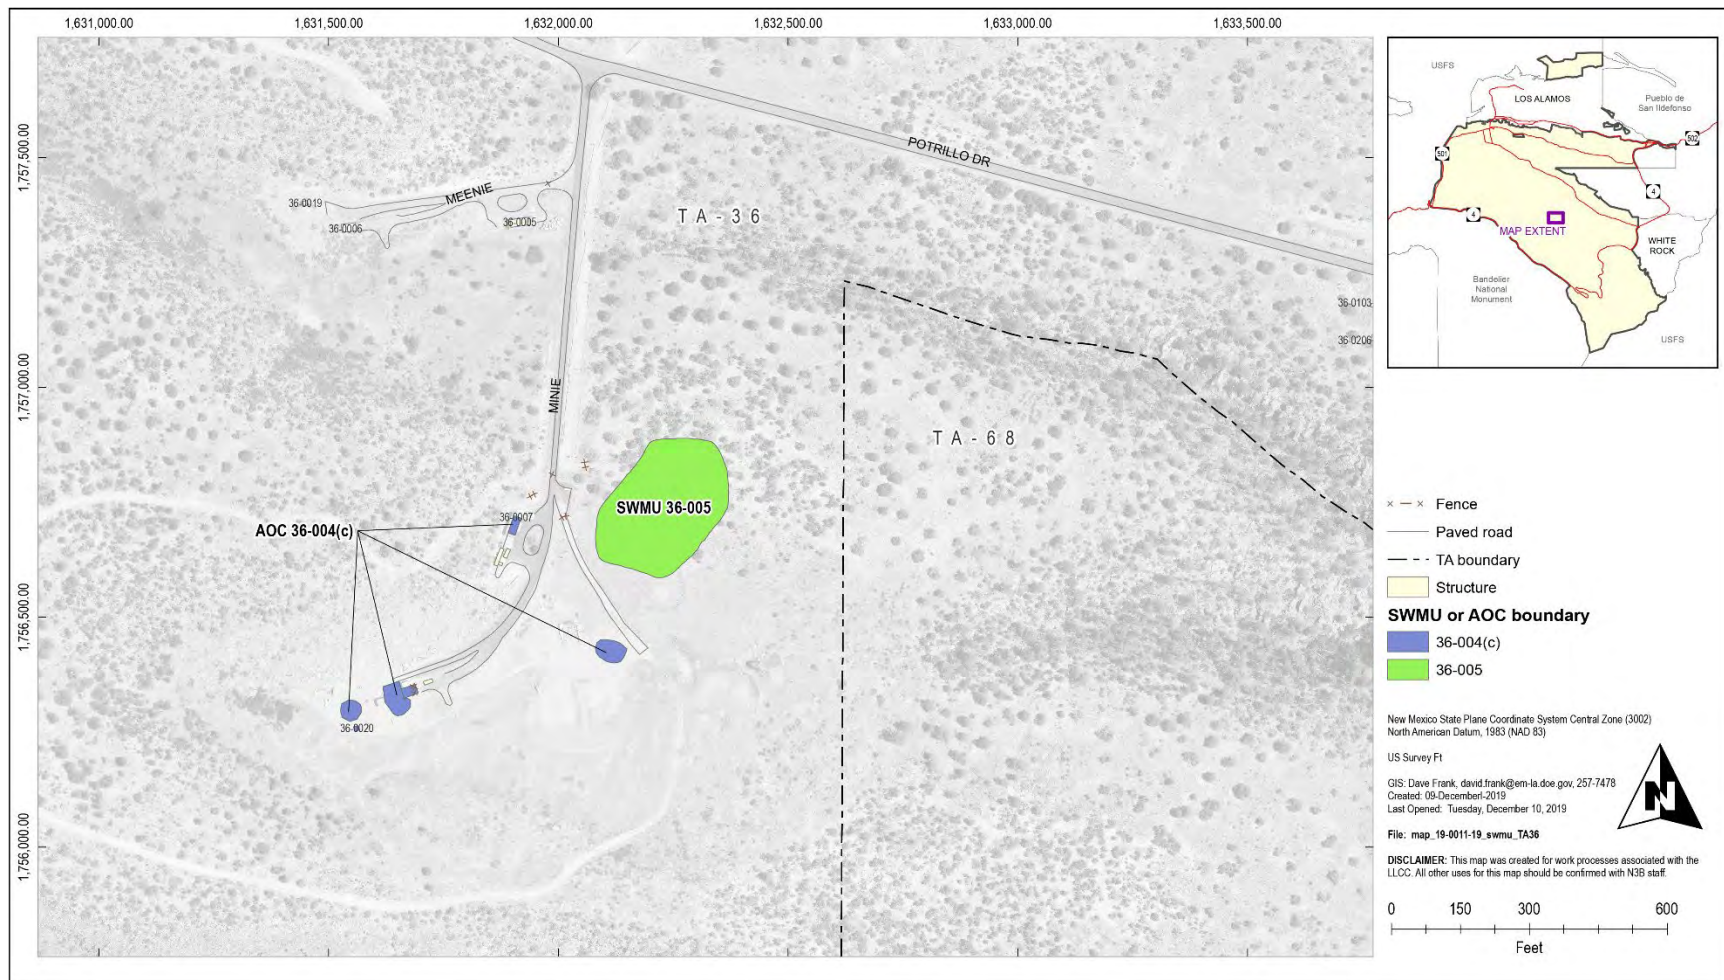 1,631,000.00
1,631,500.00
1,632,000.00
1,632,500.00
1,633,000.00
1,633,500.00
1,757,500.00
1,757,000.00
1,756,500.00
1,756,000.00
POTRILLO DR
MEENIE
36-0019
36-0006
36-0005
TA-36
36-0103
36-0206
MINIE
TA-68
SWMU 36-005
36-0007
AOC 36-004(c)
36-0020
USFS
LOS ALAMOS
Pueblo de
San Ildefonso
501
502
4
4
MAP EXTENT
WHITE
ROCK
Bandelier
National
Monument
USFS
Fence
Paved road
TA boundary
Structure
SWMU or AOC boundary
36-004(c)
36-005
New Mexico State Plane Coordinate System Central Zone (3002)
North American Datum, 1983 (NAD 83)
US Survey Ft
GIS: Dave Frank, david.frank@em-la.doe.gov, 257-7478
Created: 09-Decemberl-2019
Last Opened: Tuesday, December 10, 2019
N
File: map_19-0011-19_swmu_TA36
DISCLAIMER: This map was created for work processes associated with the
LLCC. All other uses for this map should be confirmed with N3B staff.
0 150 300 600
Feet